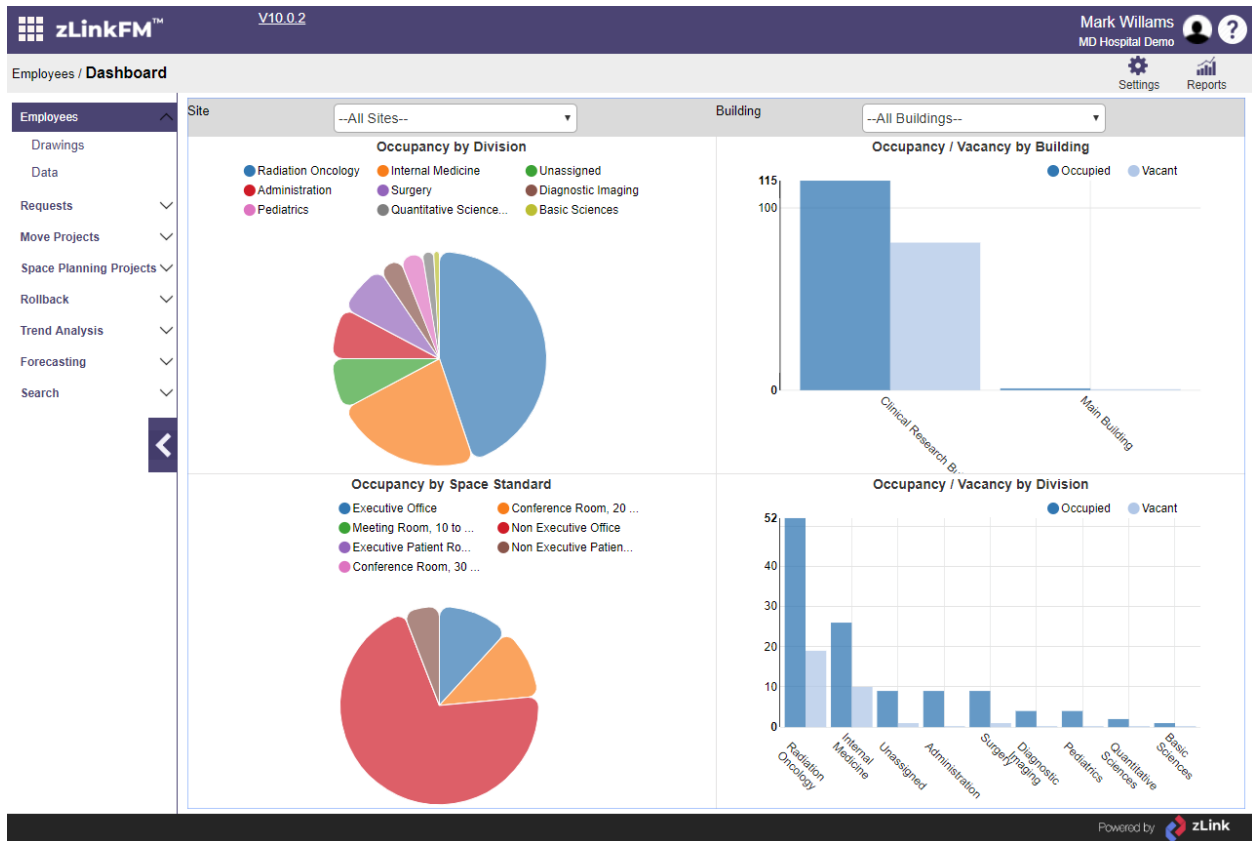 zLinkFM™
V10.0.2
Mark Willams
MD Hospital Demo
?
Employees / Dashboard
Settings
Reports
Employees
Drawings
Data
Requests
Move Projects
Space Planning Projects
Rollback
Trend Analysis
Forecasting
Search
Site
--All Sites--
Building
--All Buildings--
Occupancy by Division
Radiation Oncology
Internal Medicine
Unassigned
Administration
Surgery
Diagnostic Imaging
Pediatrics
Quantitative Science...
Basic Sciences
Occupancy / Vacancy by Building
Occupied
Vacant
115
100
0
Clinical Research Bu...
Main Building
Occupancy by Space Standard
Executive Office
Conference Room, 20 ...
Meeting Room, 10 to ...
Non Executive Office
Executive Patient Ro...
Non Executive Patien...
Conference Room, 30 ...
Occupancy / Vacancy by Division
Occupied
Vacant
52
40
30
20
10
0
Radiation
Oncology
Internal
Medicine
Unassigned
Administration
Surgery
Diagnostic
Imaging
Pediatrics
Quantitative
Sciences
Basic
Sciences
Powered by
zLink